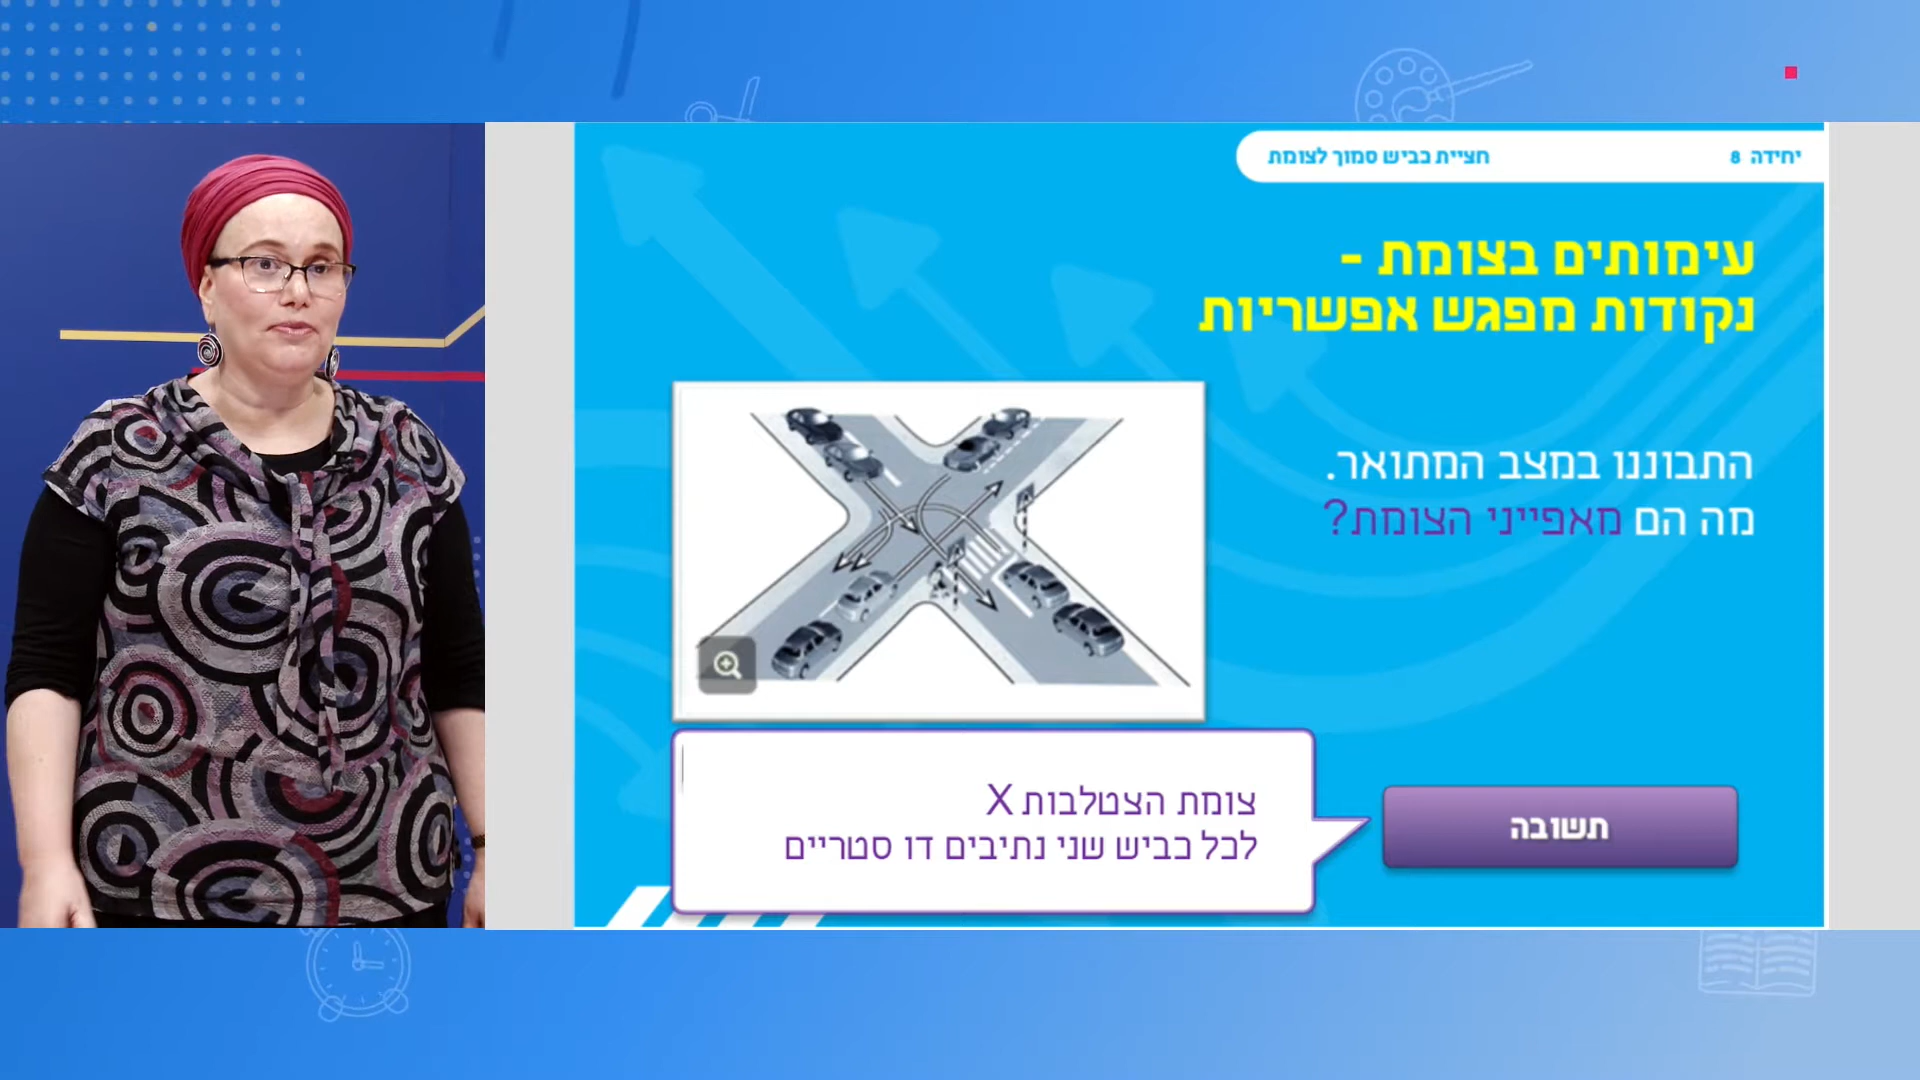 יחידה 8
חציית כביש סמוך לצומת
עימותים בצומת -
נקודות מפגש אפשריות
התבוננו במצב המתואר.
מה הם מאפייני הצומת?
צומת הצטלבות X
לכל כביש שני נתיבים דו סטריים
תשובה